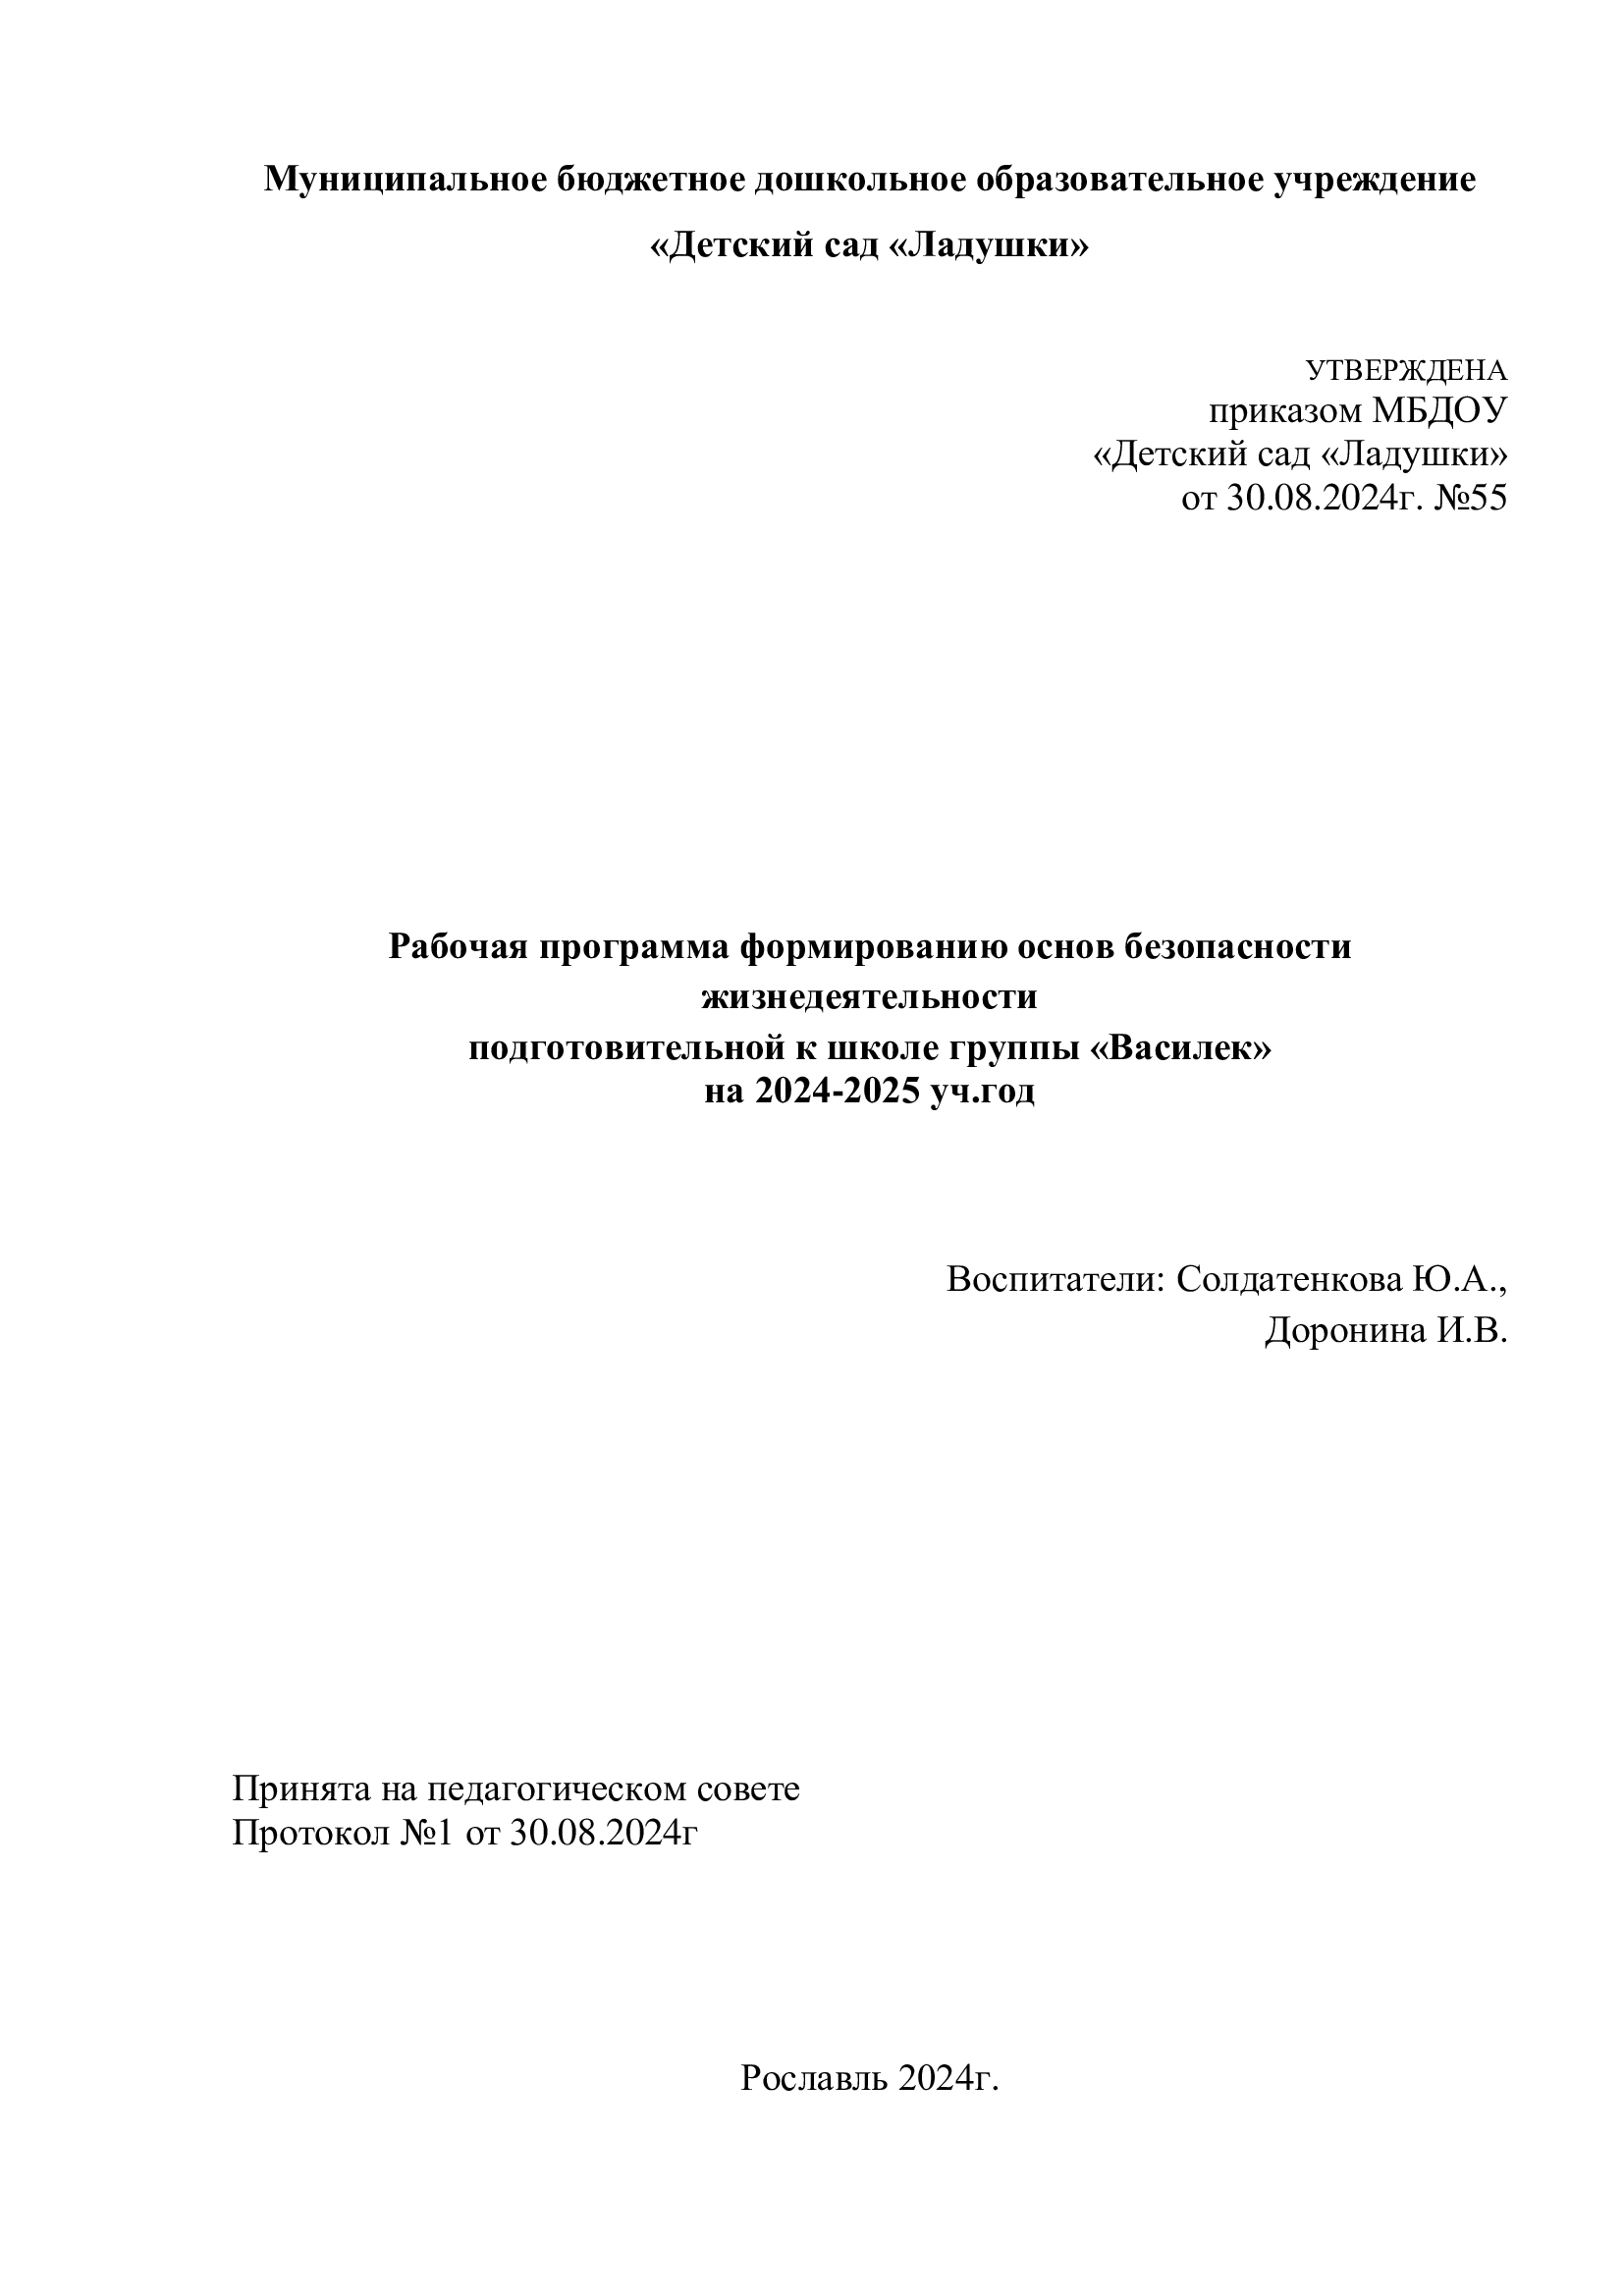 Муниципальное бюджетное дошкольное образовательное учреждение
«Детский сад «Ладушки»
УТВЕРЖДЕНА
приказом МБДОУ
«Детский сад «Ладушки»
от 30.08.2024г. №55
Рабочая программа формированию основ безопасности
жизнедеятельности
подготовительной к школе группы «Василек»
на 2024-2025 уч.год
Воспитатели: Солдатенкова Ю.А.,
Доронина И.В.
Принята на педагогическом совете
Протокол №1 от 30.08.2024г
Рославль 2024г.